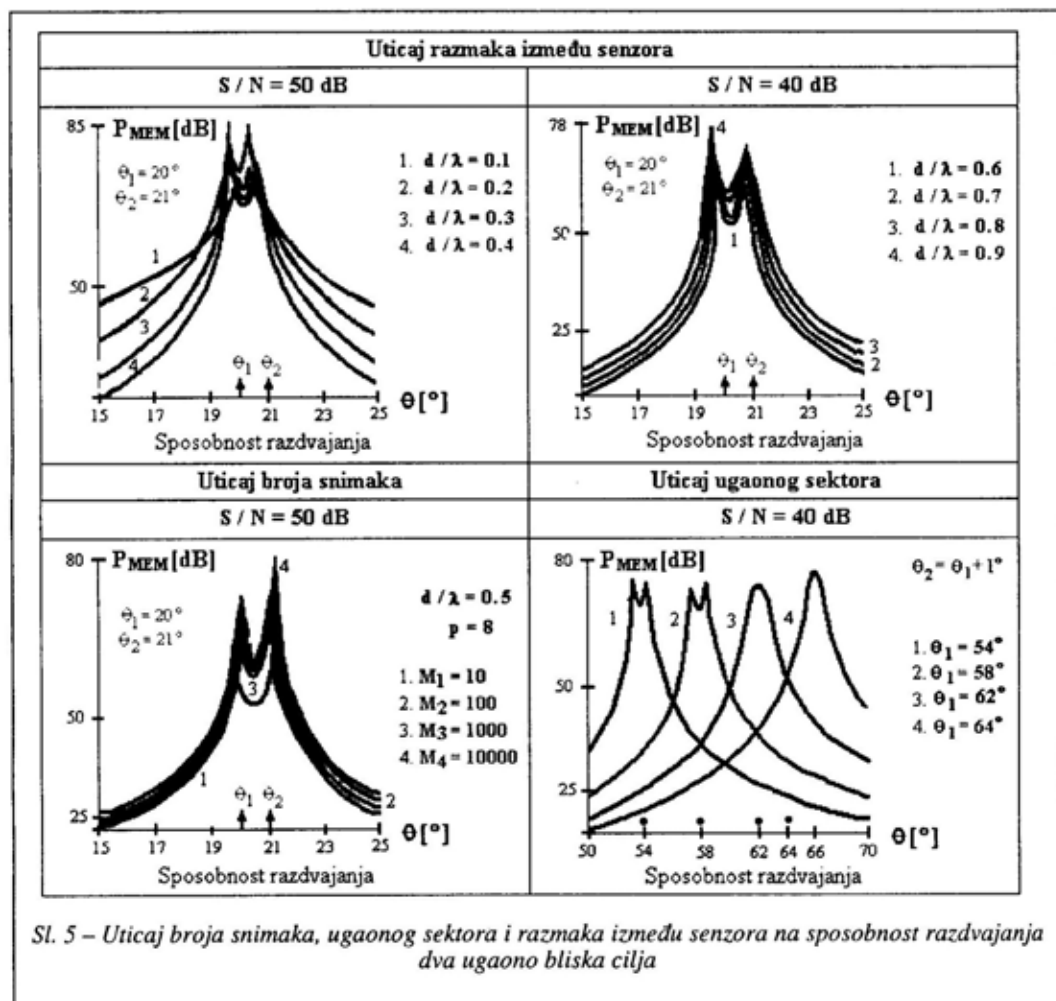 Uticaj razmaka između senzora
S / N = 50 dB
S / N = 40 dB
85
P_MEM [dB]
θ₁ = 20°
θ₂ = 21°
1. d / λ = 0.1
2. d / λ = 0.2
3. d / λ = 0.3
4. d / λ = 0.4
1
2
3
4
50
θ₁ θ₂
15 17 19 21 23 25
θ [°]
Sposobnost razdvajanja
78
P_MEM [dB]
4
θ₁ = 20°
θ₂ = 21°
1. d / λ = 0.6
2. d / λ = 0.7
3. d / λ = 0.8
4. d / λ = 0.9
50
1
25
θ₁ θ₂
3
2
15 17 19 21 23 25
θ [°]
Sposobnost razdvajanja
Uticaj broja snimaka
Uticaj ugaonog sektora
S / N = 50 dB
S / N = 40 dB
80
P_MEM [dB]
4
θ₁ = 20°
θ₂ = 21°
d / λ = 0.5
p = 8
3
1. M₁ = 10
2. M₂ = 100
3. M₃ = 1000
4. M₄ = 10000
50
1
θ₁ θ₂
25
2
15 17 19 21 23 25
θ [°]
Sposobnost razdvajanja
80
P_MEM [dB]
θ₂ = θ₁ + 1°
1 2 3 4
1. θ₁ = 54°
2. θ₁ = 58°
3. θ₁ = 62°
4. θ₁ = 64°
50
25
50 54 58 62 64 66 70
θ [°]
Sposobnost razdvajanja
Sl. 5 – Uticaj broja snimaka, ugaonog sektora i razmaka između senzora na sposobnost razdvajanja
dva ugaono bliska cilja